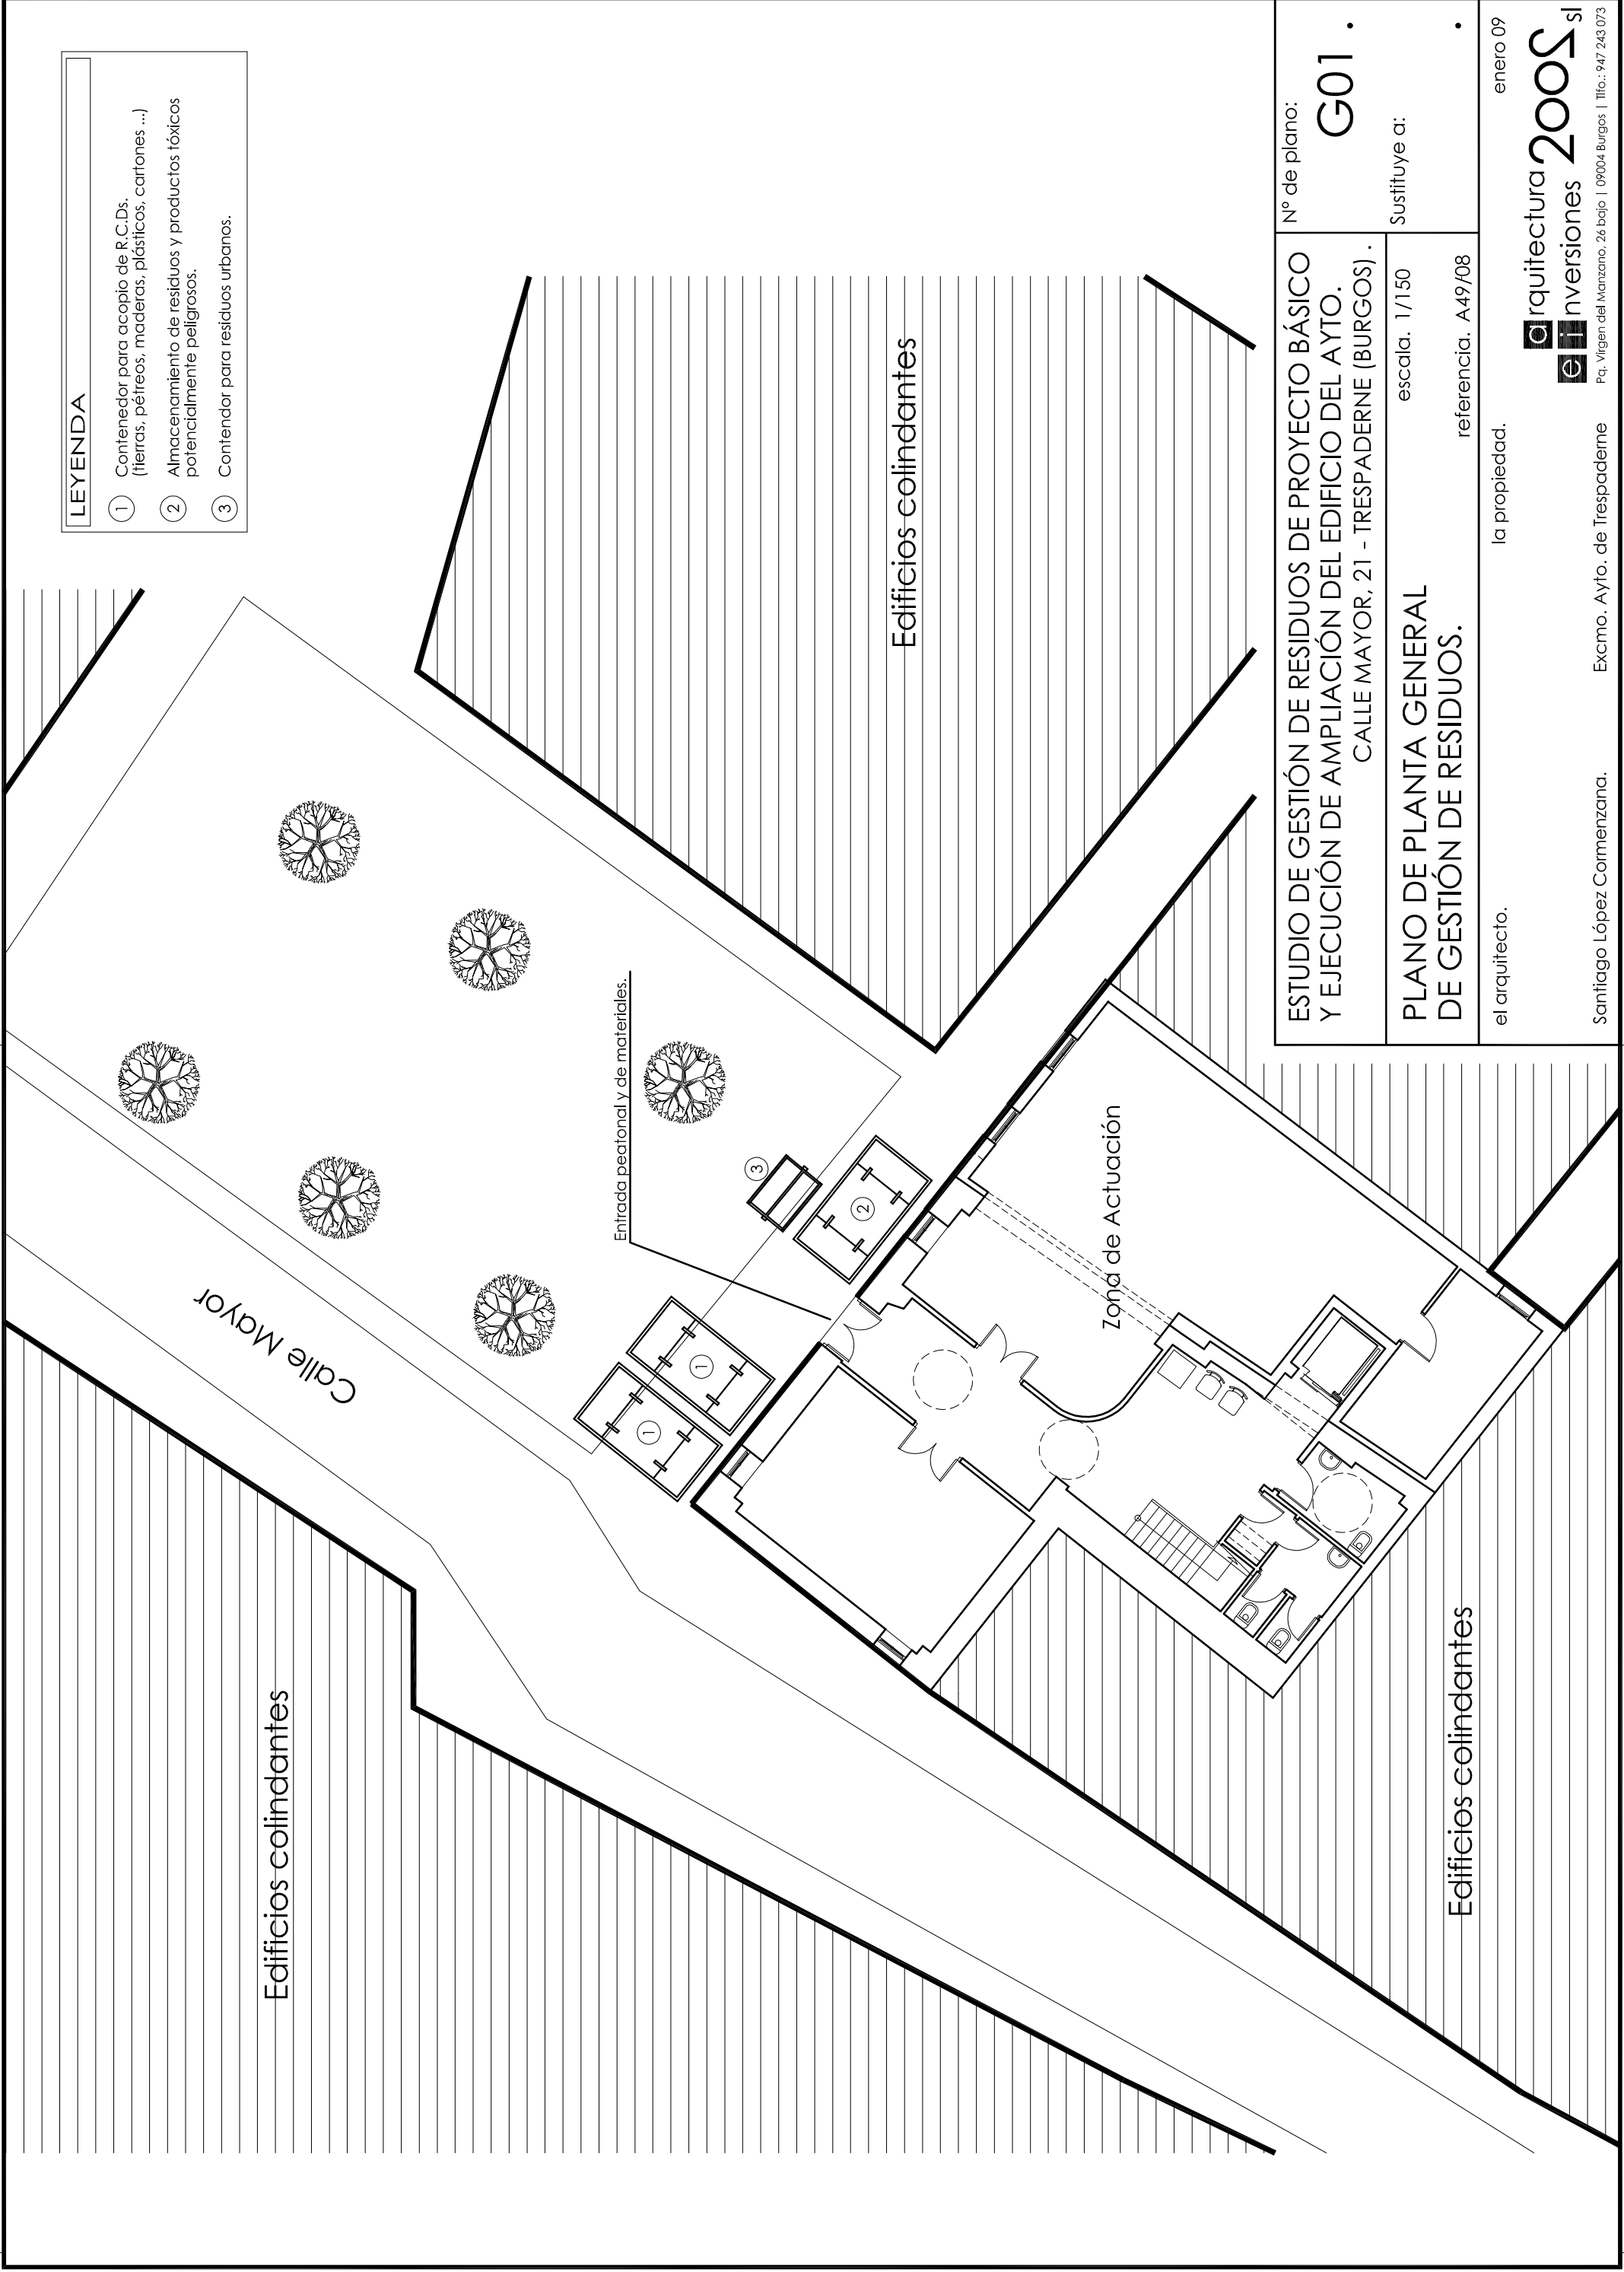 LEYENDA
1 Contenedor para acopio de R.C.Ds.
(tierras, pétreos, maderas, plásticos, cartones ...)
2 Almacenamiento de residuos y productos tóxicos
potencialmente peligrosos.
3 Contendor para residuos urbanos.
Calle Mayor
Edificios colindantes
Edificios colindantes
Entrada peatonal y de materiales.
3
2
1
1
Zona de Actuación
Edificios colindantes
ESTUDIO DE GESTIÓN DE RESIDUOS DE PROYECTO BÁSICO
Y EJECUCIÓN DE AMPLIACIÓN DEL EDIFICIO DEL AYTO.
CALLE MAYOR, 21 - TRESPADERNE (BURGOS) .
Nº de plano:
G01 .
PLANO DE PLANTA GENERAL
DE GESTIÓN DE RESIDUOS.
escala. 1/150
referencia. A49/08
Sustituye a:
.
el arquitecto.
la propiedad.
enero 09
Santiago López Cormenzana.
Excmo. Ayto. de Trespaderne
arquitectura 2002
e inversiones sl
Pq. Virgen del Manzano, 26 bajo | 09004 Burgos | Tlfo.: 947 243 073